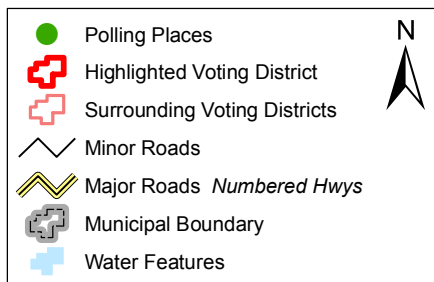 N
Polling Places
Highlighted Voting District
Surrounding Voting Districts
Minor Roads
Major Roads Numbered Hwys
Municipal Boundary
Water Features